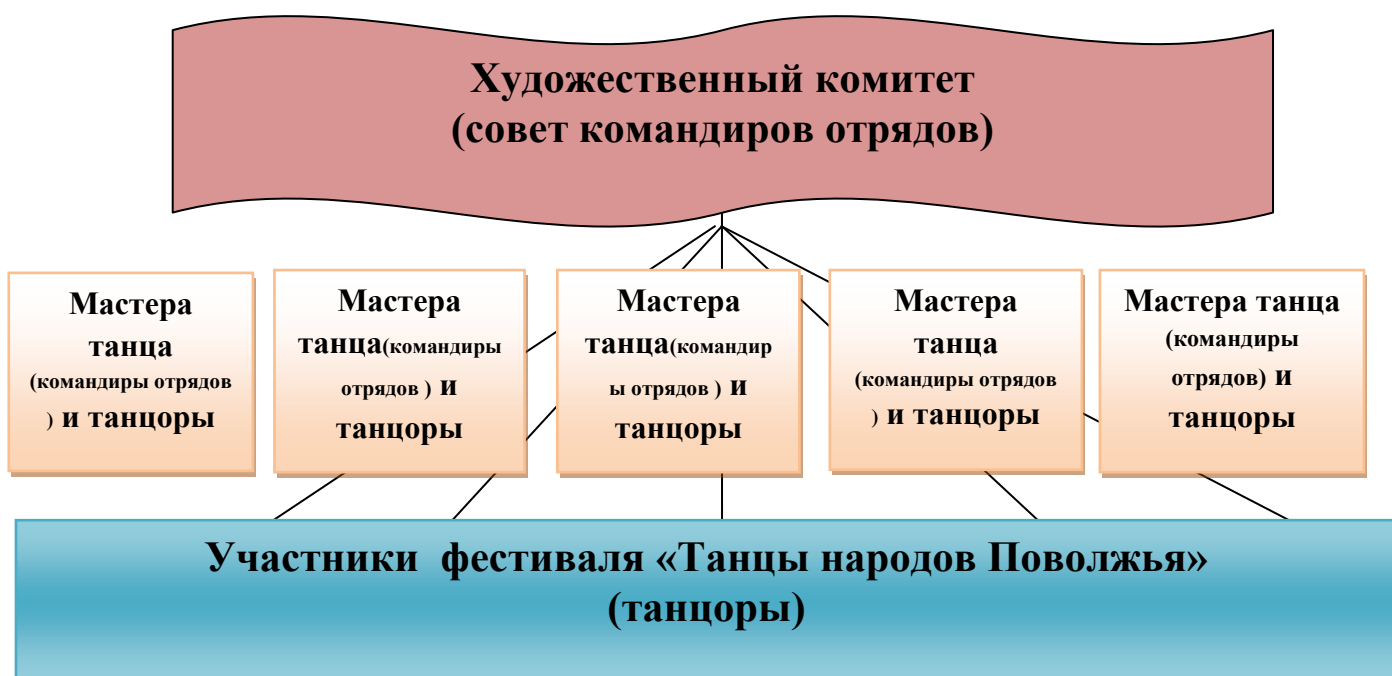 Художественный комитет
(совет командиров отрядов)
Мастера
танца
(командиры отрядов
) и танцоры
Мастера
танца(командиры
отрядов ) и
танцоры
Мастера
танца(командир
ы отрядов ) и
танцоры
Мастера
танца
(командиры отрядов
) и танцоры
Мастера танца
(командиры
отрядов) и
танцоры
Участники фестиваля «Танцы народов Поволжья»
(танцоры)